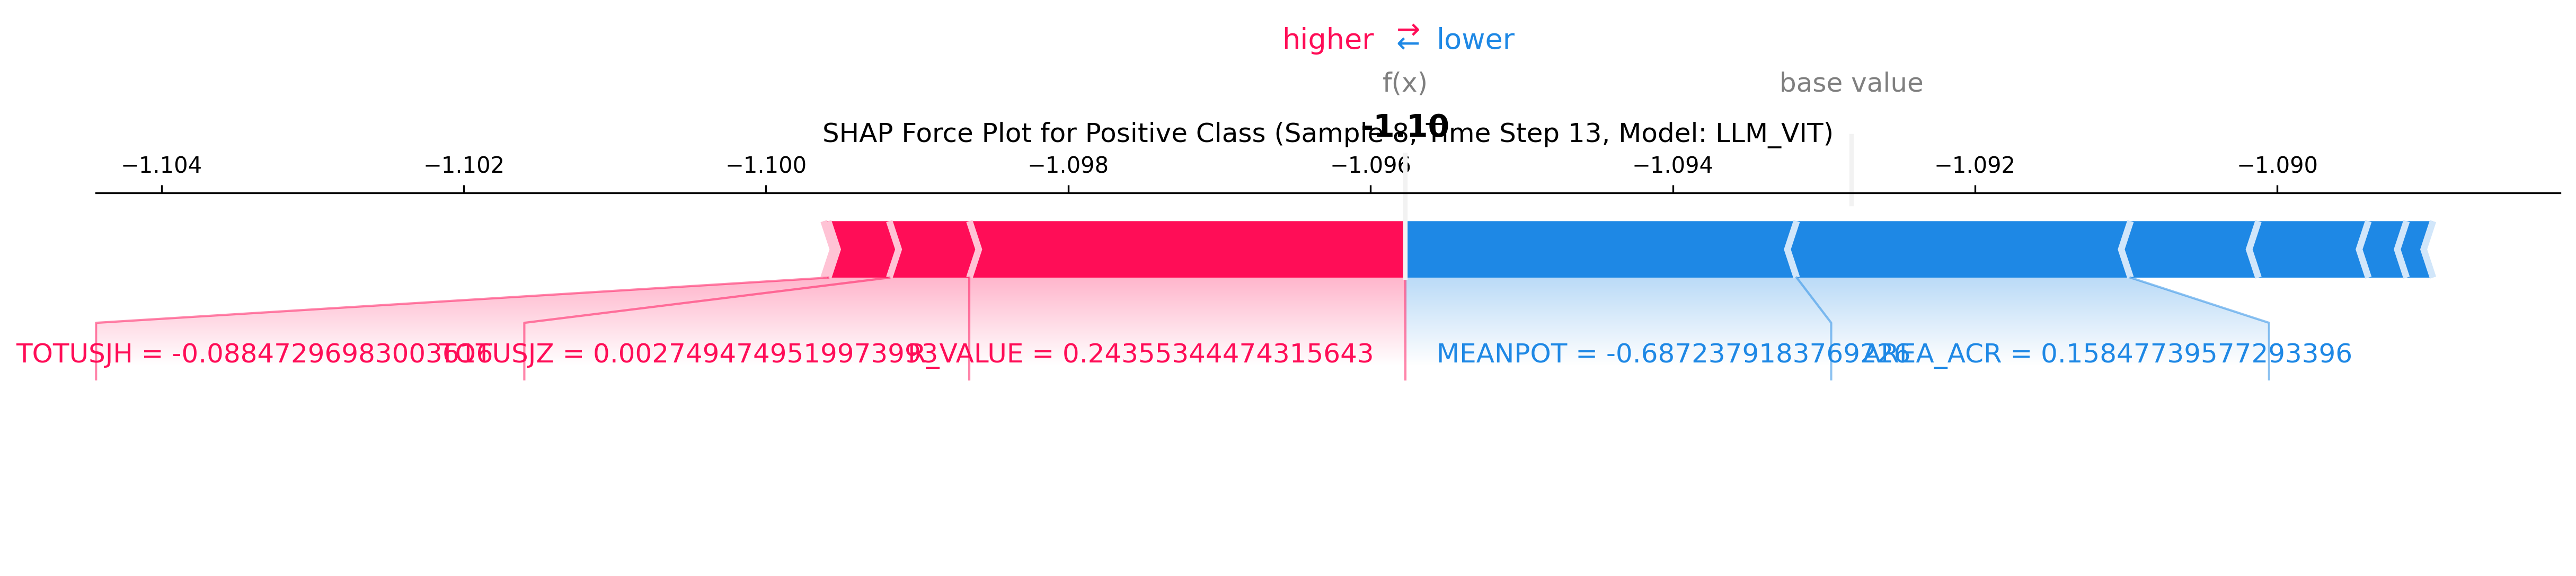 higher ⇄ lower
f(x) base value
-1.10
SHAP Force Plot for Positive Class (Sample 8, Time Step 13, Model: LLM_VIT)
−1.104 −1.102 −1.100 −1.098 −1.096 −1.094 −1.092 −1.090
TOTUSJH = -0.08847296983003616 TOTUSJZ = 0.0027494749519973993 R_VALUE = 0.24355344474315643 MEANPOT = -0.6872379183769226 AREA_ACR = 0.15847739577293396